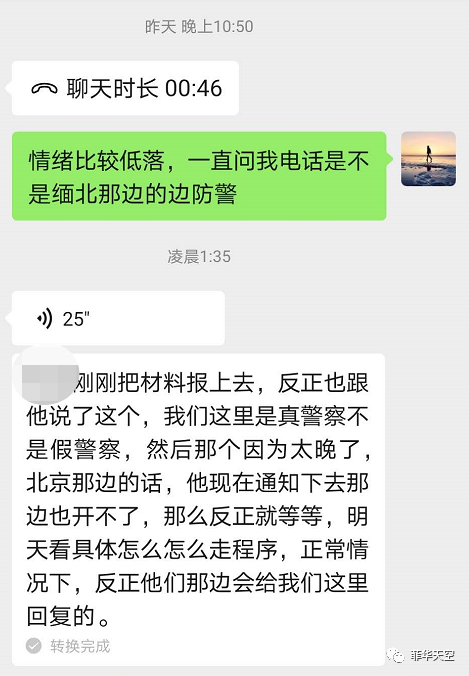 昨天 晚上10:50
聊天时长 00:46
情绪比较低落，一直问我电话是不
是缅北那边的边防警
凌晨1:35
25"
刚刚把材料报上去，反正也跟
他说了这个，我们这里是真警察不
是假警察，然后那个因为太晚了，
北京那边的话，他现在通知下去那
边也开不了，那么反正就等等，明
天看具体怎么怎么走程序，正常情
况下，反正他们那边会给我们这里
回复的。
转换完成
菲华天空